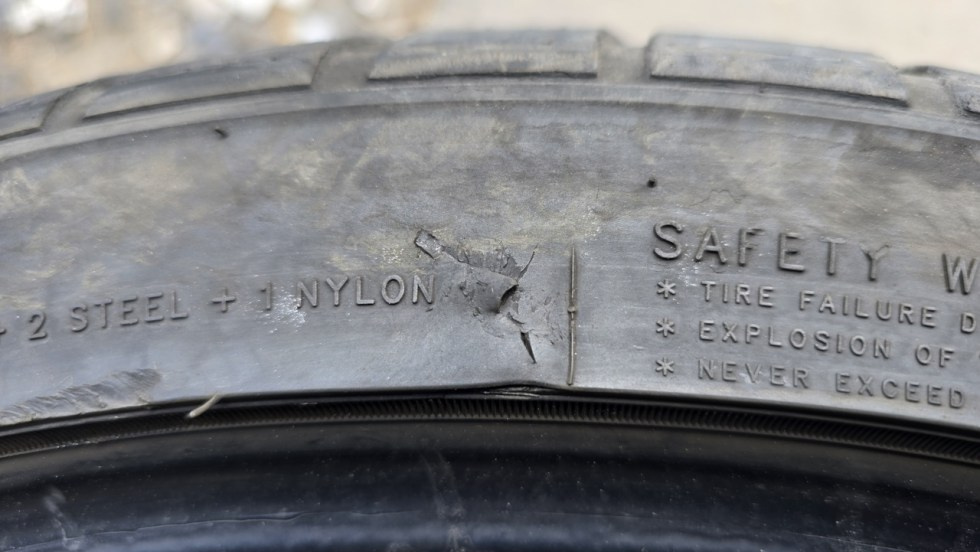 + 2 STEEL + 1 NYLON
SAFETY W
* TIRE FAILURE D
* EXPLOSION OF
* NEVER EXCEED